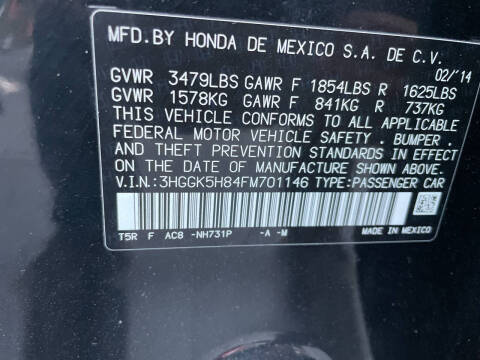 MFD.BY HONDA DE MEXICO S.A. DE C.V.
02/'14
GVWR 3479LBS GAWR F 1854LBS R 1625LBS
GVWR 1578KG GAWR F 841KG R 737KG
THIS VEHICLE CONFORMS TO ALL APPLICABLE
FEDERAL MOTOR VEHICLE SAFETY . BUMPER .
AND THEFT PREVENTION STANDARDS IN EFFECT
ON THE DATE OF MANUFACTURE SHOWN ABOVE.
V.I.N.:3HGGK5H84FM701146 TYPE:PASSENGER CAR
T5R F AC8 -NH731P -A -M MADE IN MEXICO